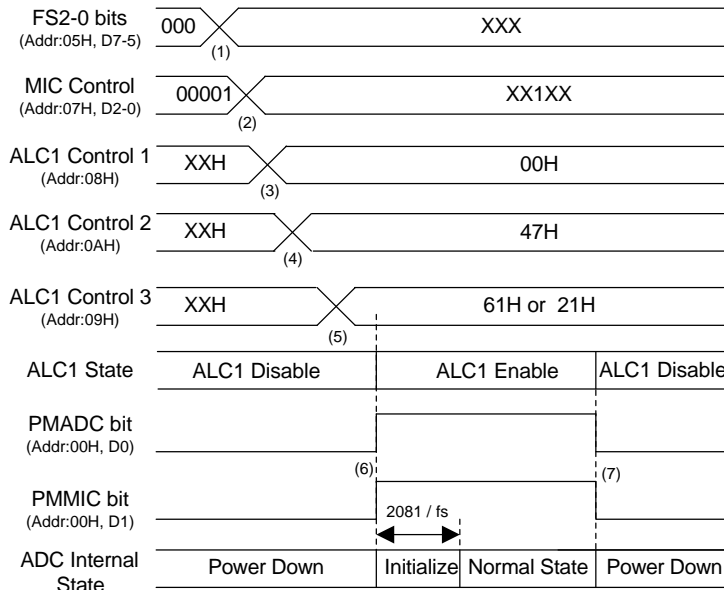 FS2-0 bits
(Addr:05H, D7-5)
000
XXX
(1)
MIC Control
(Addr:07H, D2-0)
00001
XX1XX
(2)
ALC1 Control 1
(Addr:08H)
XXH
00H
(3)
ALC1 Control 2
(Addr:0AH)
XXH
47H
(4)
ALC1 Control 3
(Addr:09H)
XXH
61H or 21H
(5)
ALC1 State
ALC1 Disable
ALC1 Enable
ALC1 Disable
PMADC bit
(Addr:00H, D0)
(6)
(7)
PMMIC bit
(Addr:00H, D1)
2081 / fs
ADC Internal
State
Power Down
Initialize
Normal State
Power Down